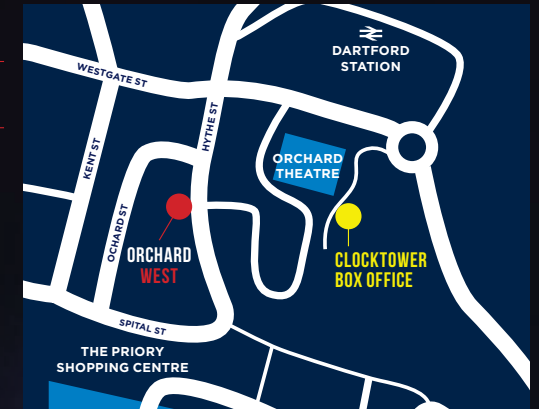 DARTFORD
STATION
WESTGATE ST
HYTHE ST
KENT ST
ORCHARD
THEATRE
OCHARD ST
ORCHARD
WEST
CLOCKTOWER
BOX OFFICE
SPITAL ST
THE PRIORY
SHOPPING CENTRE